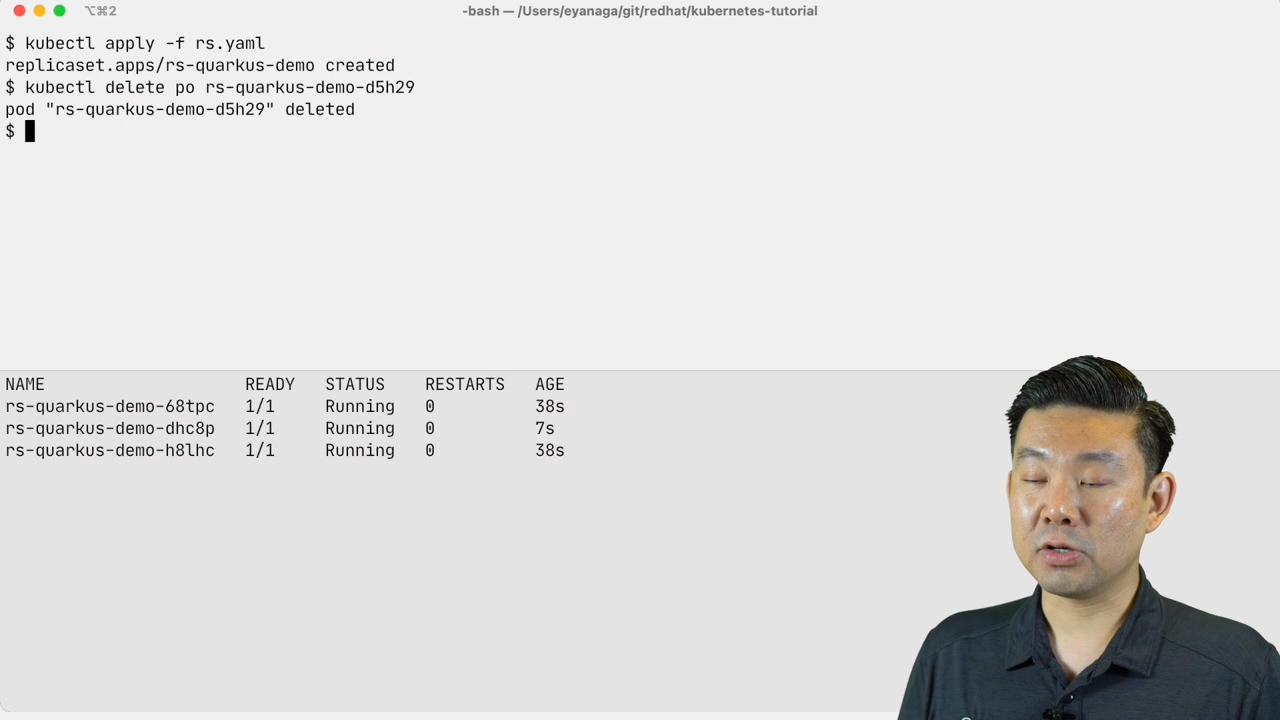 ⌥⌘2
-bash — /Users/eyanaga/git/redhat/kubernetes-tutorial
$ kubectl apply -f rs.yaml
replicaset.apps/rs-quarkus-demo created
$ kubectl delete po rs-quarkus-demo-d5h29
pod "rs-quarkus-demo-d5h29" deleted
$
NAME READY STATUS RESTARTS AGE
rs-quarkus-demo-68tpc 1/1 Running 0 38s
rs-quarkus-demo-dhc8p 1/1 Running 0 7s
rs-quarkus-demo-h8lhc 1/1 Running 0 38s